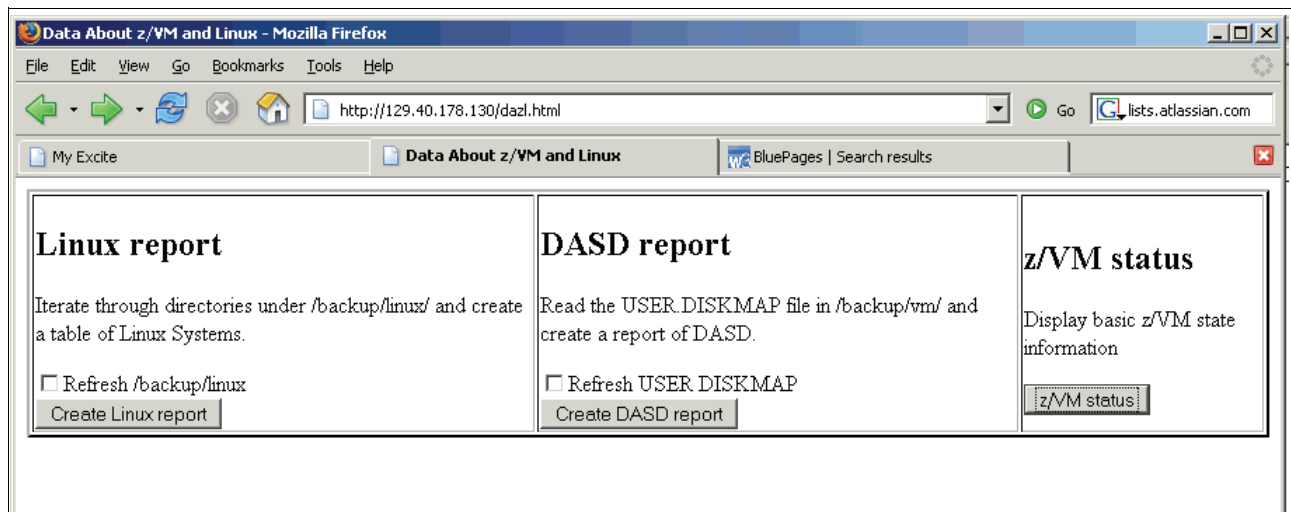 Data About z/VM and Linux - Mozilla Firefox
File Edit View Go Bookmarks Tools Help
http://129.40.178.130/dazl.html
Go
G lists.atlassian.com
My Excite
Data About z/VM and Linux
BluePages | Search results
Linux report
Iterate through directories under /backup/linux/ and create
a table of Linux Systems.
Refresh /backup/linux
Create Linux report
DASD report
Read the USER.DISKMAP file in /backup/vm/ and
create a report of DASD.
Refresh USER DISKMAP
Create DASD report
z/VM status
Display basic z/VM state
information
z/VM status